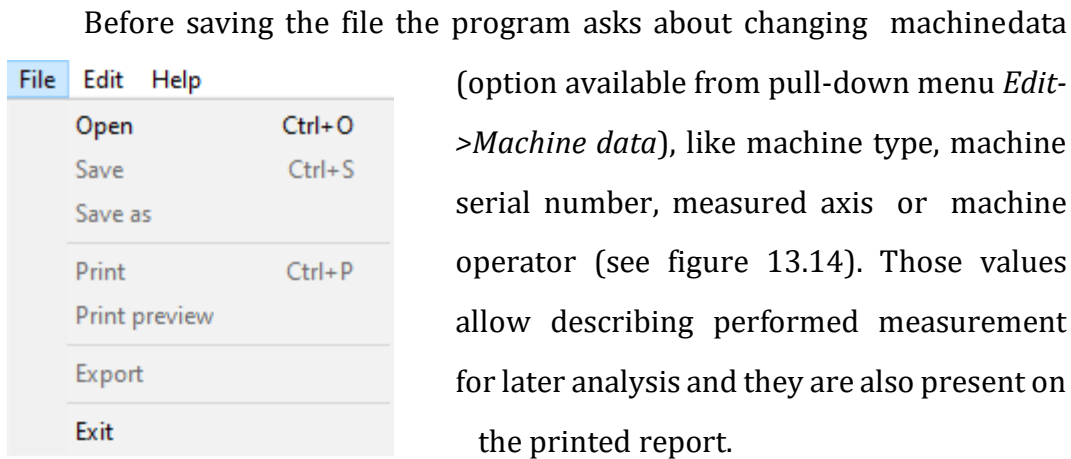 Before saving the file the program asks about changing machinedata
File Edit Help
Open Ctrl+O
Save Ctrl+S
Save as
Print Ctrl+P
Print preview
Export
Exit
(option available from pull-down menu Edit-
>Machine data), like machine type, machine
serial number, measured axis or machine
operator (see figure 13.14). Those values
allow describing performed measurement
for later analysis and they are also present on
the printed report.